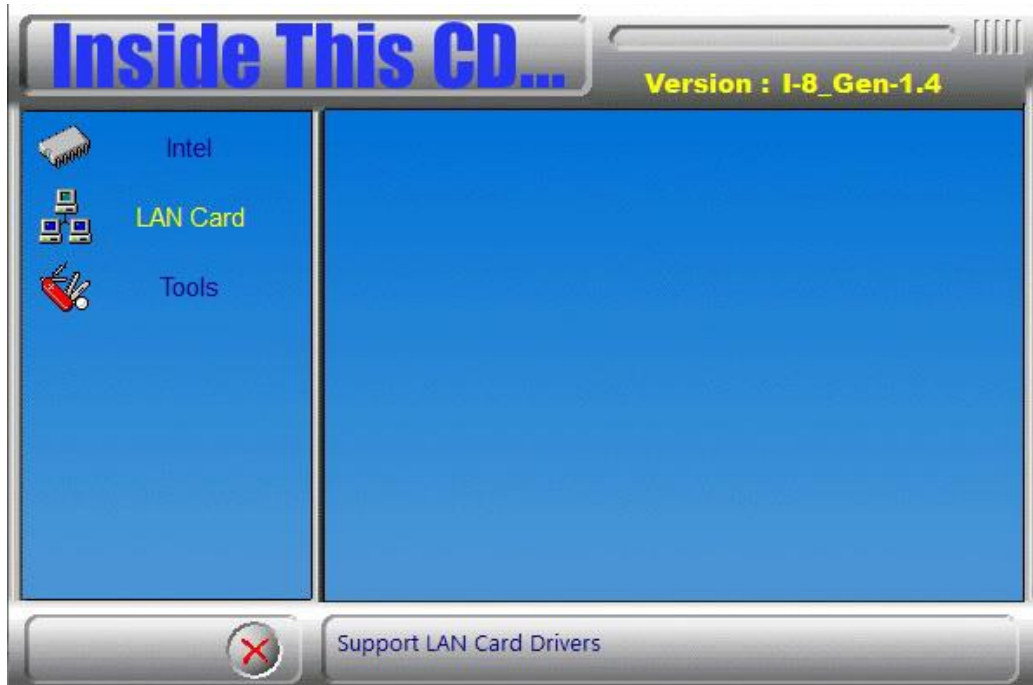 Inside This CD...
Version : I-8_Gen-1.4
Intel
LAN Card
Tools
Support LAN Card Drivers